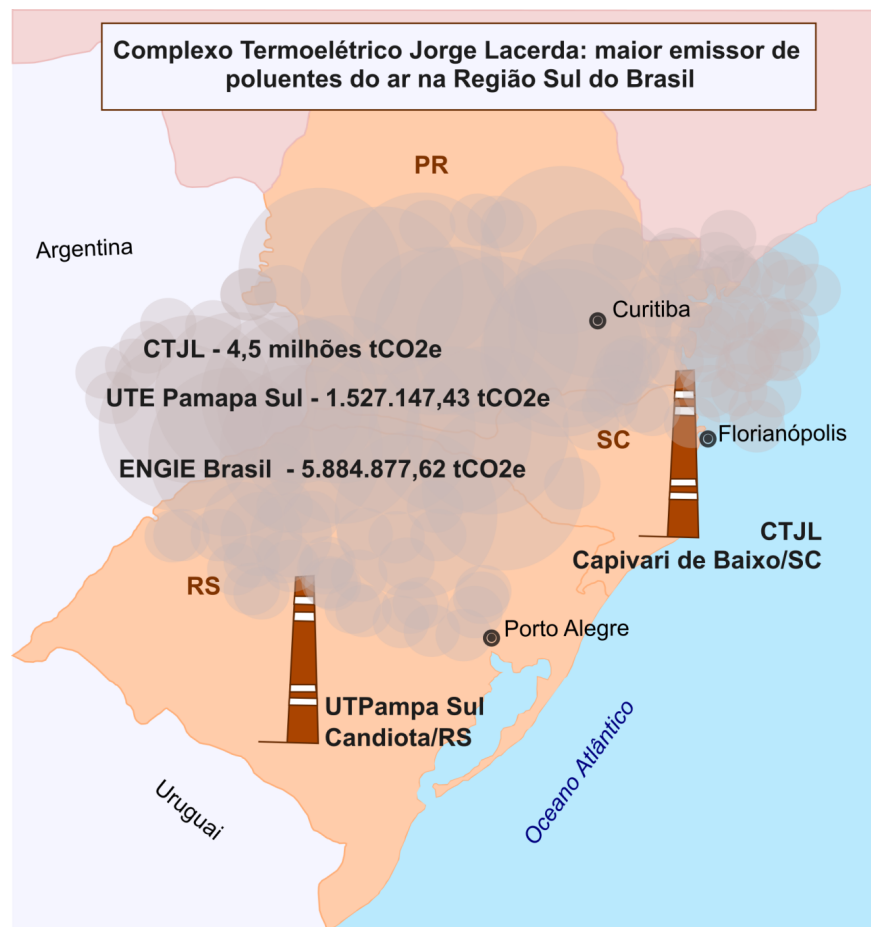 Complexo Termoelétrico Jorge Lacerda: maior emissor de
poluentes do ar na Região Sul do Brasil
PR
Argentina
Curitiba
CTJL - 4,5 milhões tCO2e
UTE Pamapa Sul - 1.527.147,43 tCO2e
SC
Florianópolis
ENGIE Brasil - 5.884.877,62 tCO2e
CTJL
Capivari de Baixo/SC
RS
Porto Alegre
UTPampa Sul
Candiota/RS
Oceano Atlântico
Uruguai